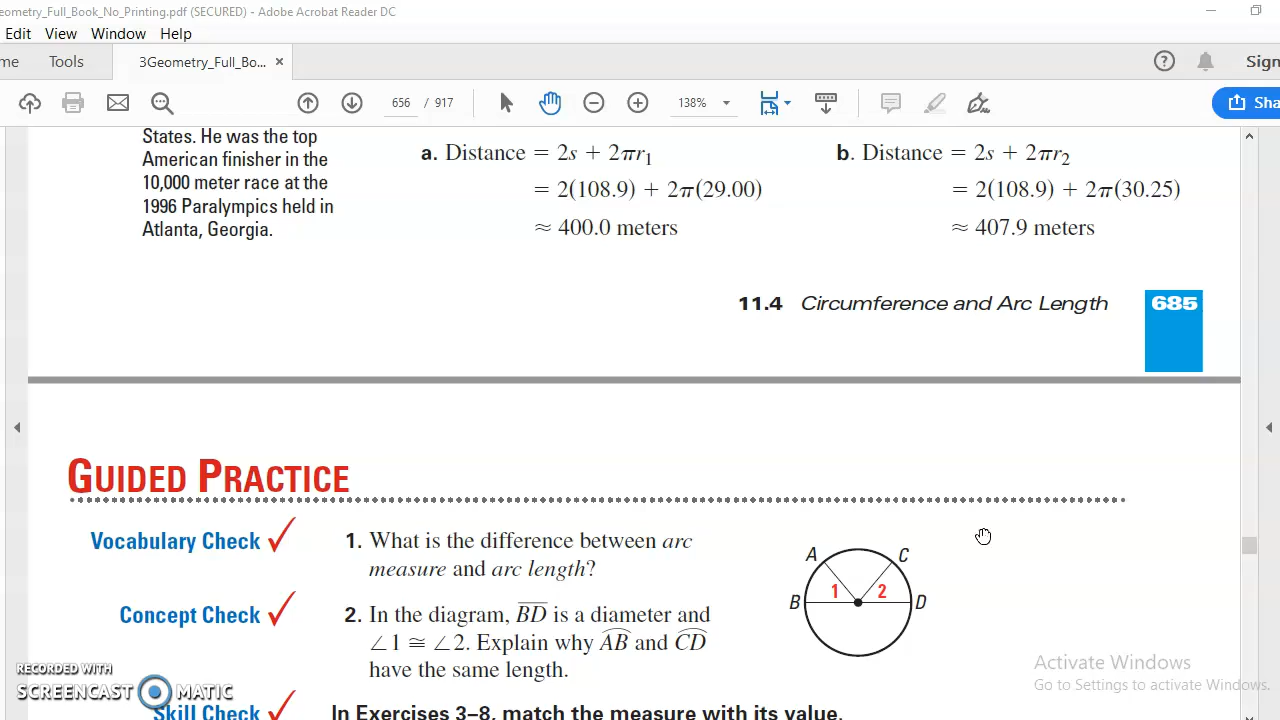 eometry_Full_Book_No_Printing.pdf (SECURED) - Adobe Acrobat Reader DC
Edit View Window Help
me Tools 3Geometry_Full_Bo... × ? Sign
656 / 917 138% Sha
States. He was the top
American finisher in the
10,000 meter race at the
1996 Paralympics held in
Atlanta, Georgia.
a. Distance = 2s + 2πr₁
= 2(108.9) + 2π(29.00)
≈ 400.0 meters
b. Distance = 2s + 2πr₂
= 2(108.9) + 2π(30.25)
≈ 407.9 meters
11.4 Circumference and Arc Length 685
GUIDED PRACTICE
Vocabulary Check ✓
1. What is the difference between arc
measure and arc length?
Concept Check ✓
2. In the diagram, B͞D͞ is a diameter and
∠1 ≅ ∠2. Explain why A͡B and C͡D
have the same length.
A C
1 2
B D
Skill Check ✓
In Exercises 3–8, match the measure with its value.
RECORDED WITH
SCREENCAST MATIC
Activate Windows
Go to Settings to activate Windows.